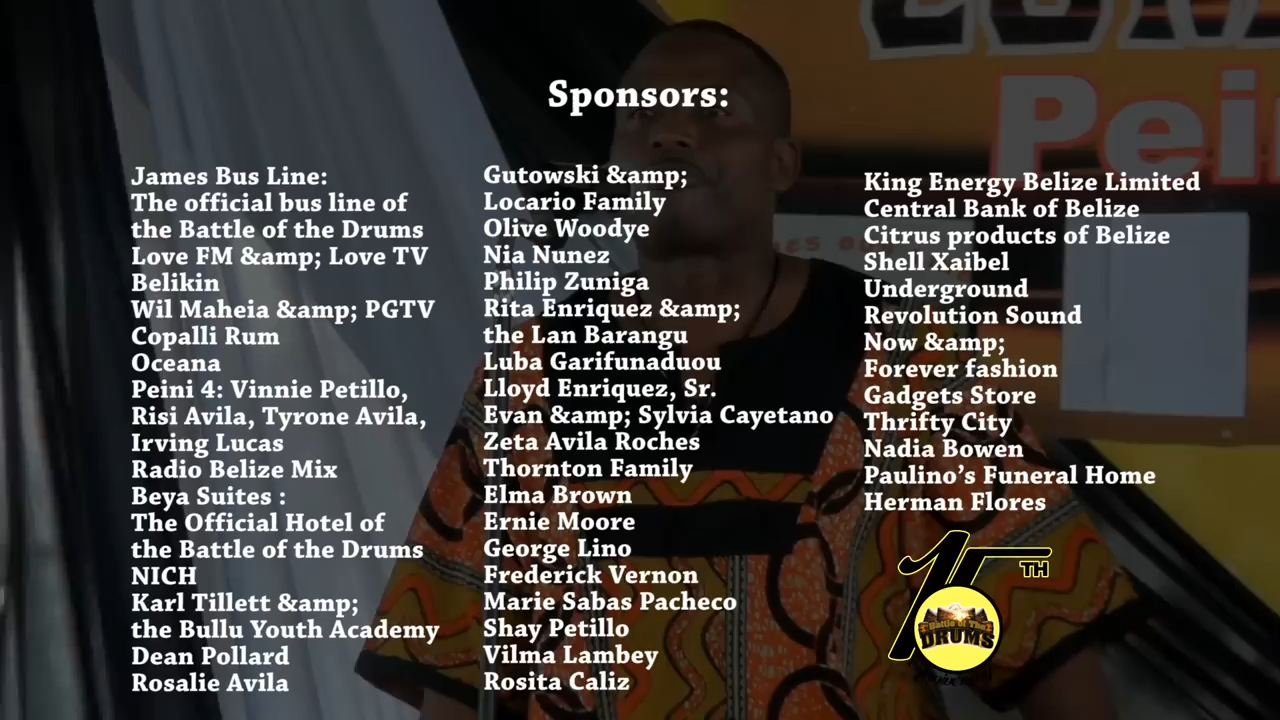 Sponsors:
James Bus Line:
The official bus line of
the Battle of the Drums
Love FM &amp; Love TV
Belikin
Wil Maheia &amp; PGTV
Copalli Rum
Oceana
Peini 4: Vinnie Petillo,
Risi Avila, Tyrone Avila,
Irving Lucas
Radio Belize Mix
Beya Suites :
The Official Hotel of
the Battle of the Drums
NICH
Karl Tillett &amp;
the Bullu Youth Academy
Dean Pollard
Rosalie Avila
Gutowski &amp;
Locario Family
Olive Woodye
Nia Nunez
Philip Zuniga
Rita Enriquez &amp;
the Lan Barangu
Luba Garifunaduou
Lloyd Enriquez, Sr.
Evan &amp; Sylvia Cayetano
Zeta Avila Roches
Thornton Family
Elma Brown
Ernie Moore
George Lino
Frederick Vernon
Marie Sabas Pacheco
Shay Petillo
Vilma Lambey
Rosita Caliz
King Energy Belize Limited
Central Bank of Belize
Citrus products of Belize
Shell Xaibel
Underground
Revolution Sound
Now &amp;
Forever fashion
Gadgets Store
Thrifty City
Nadia Bowen
Paulino’s Funeral Home
Herman Flores
15TH
Battle of The
DRUMS
Pei